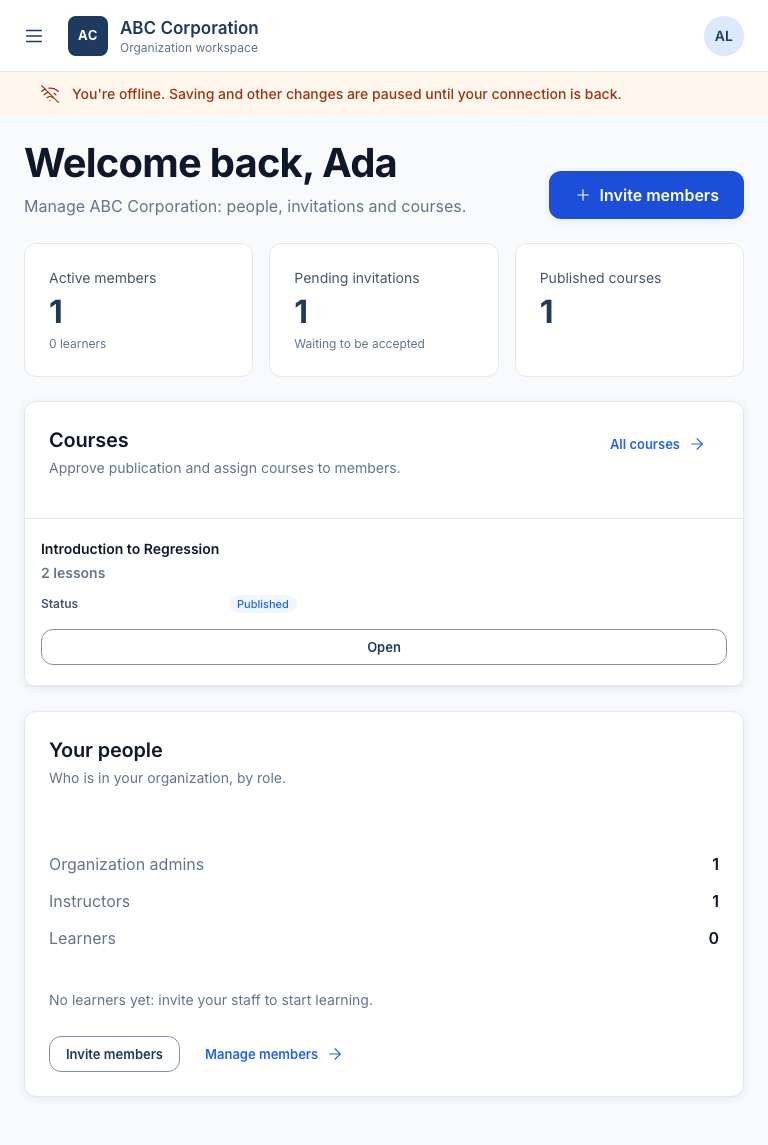 AC
ABC Corporation
Organization workspace
AL
You're offline. Saving and other changes are paused until your connection is back.
Welcome back, Ada
Manage ABC Corporation: people, invitations and courses.
Invite members
Active members
1
0 learners
Pending invitations
1
Waiting to be accepted
Published courses
1
Courses
Approve publication and assign courses to members.
All courses
Introduction to Regression
2 lessons
Status
Published
Open
Your people
Who is in your organization, by role.
Organization admins 1
Instructors 1
Learners 0
No learners yet: invite your staff to start learning.
Invite members
Manage members